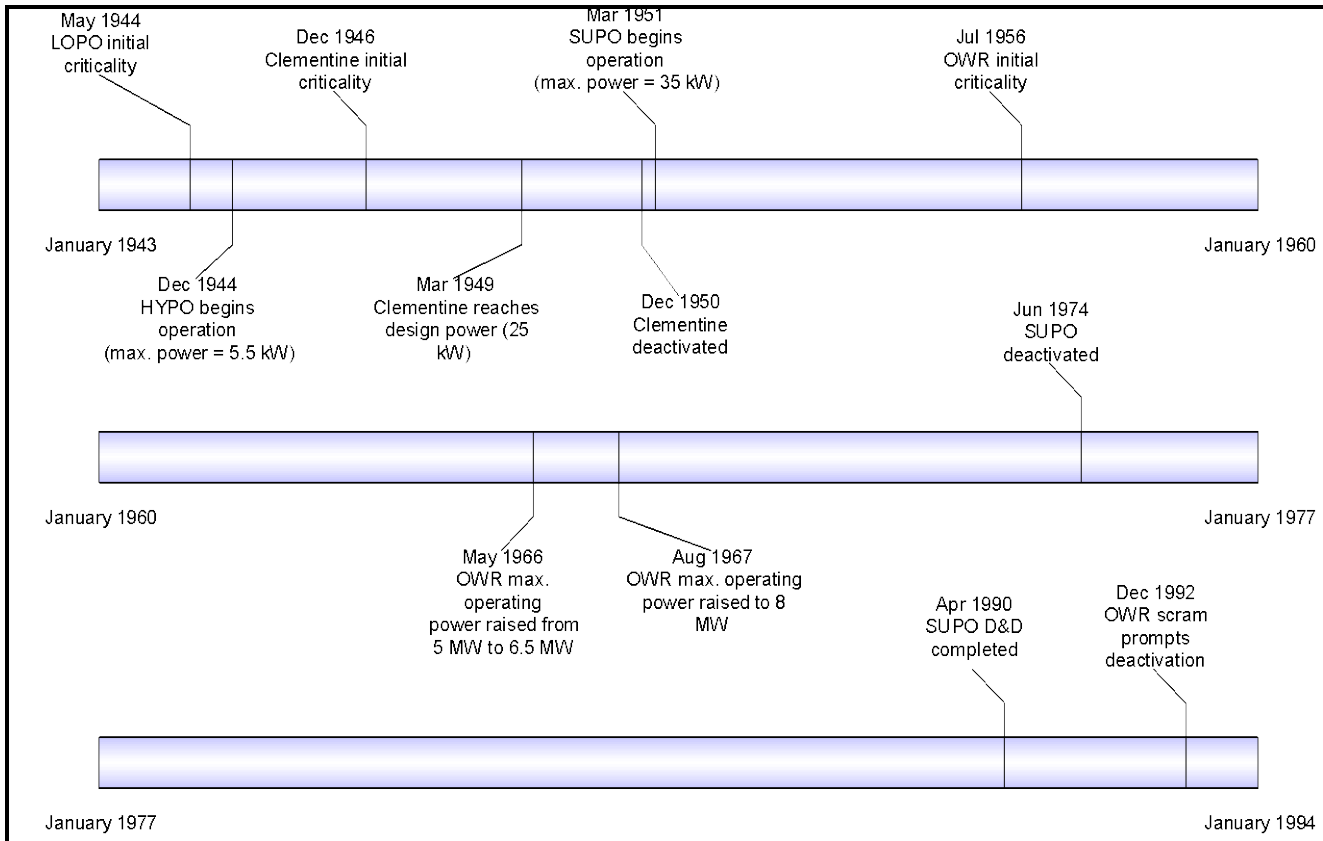 May 1944
LOPO initial
criticality
Dec 1946
Clementine initial
criticality
Mar 1951
SUPO begins
operation
(max. power = 35 kW)
Jul 1956
OWR initial
criticality
January 1943
January 1960
Dec 1944
HYPO begins
operation
(max. power = 5.5 kW)
Mar 1949
Clementine reaches
design power (25
kW)
Dec 1950
Clementine
deactivated
Jun 1974
SUPO
deactivated
January 1960
January 1977
May 1966
OWR max.
operating
power raised from
5 MW to 6.5 MW
Aug 1967
OWR max. operating
power raised to 8
MW
Apr 1990
SUPO D&D
completed
Dec 1992
OWR scram
prompts
deactivation
January 1977
January 1994